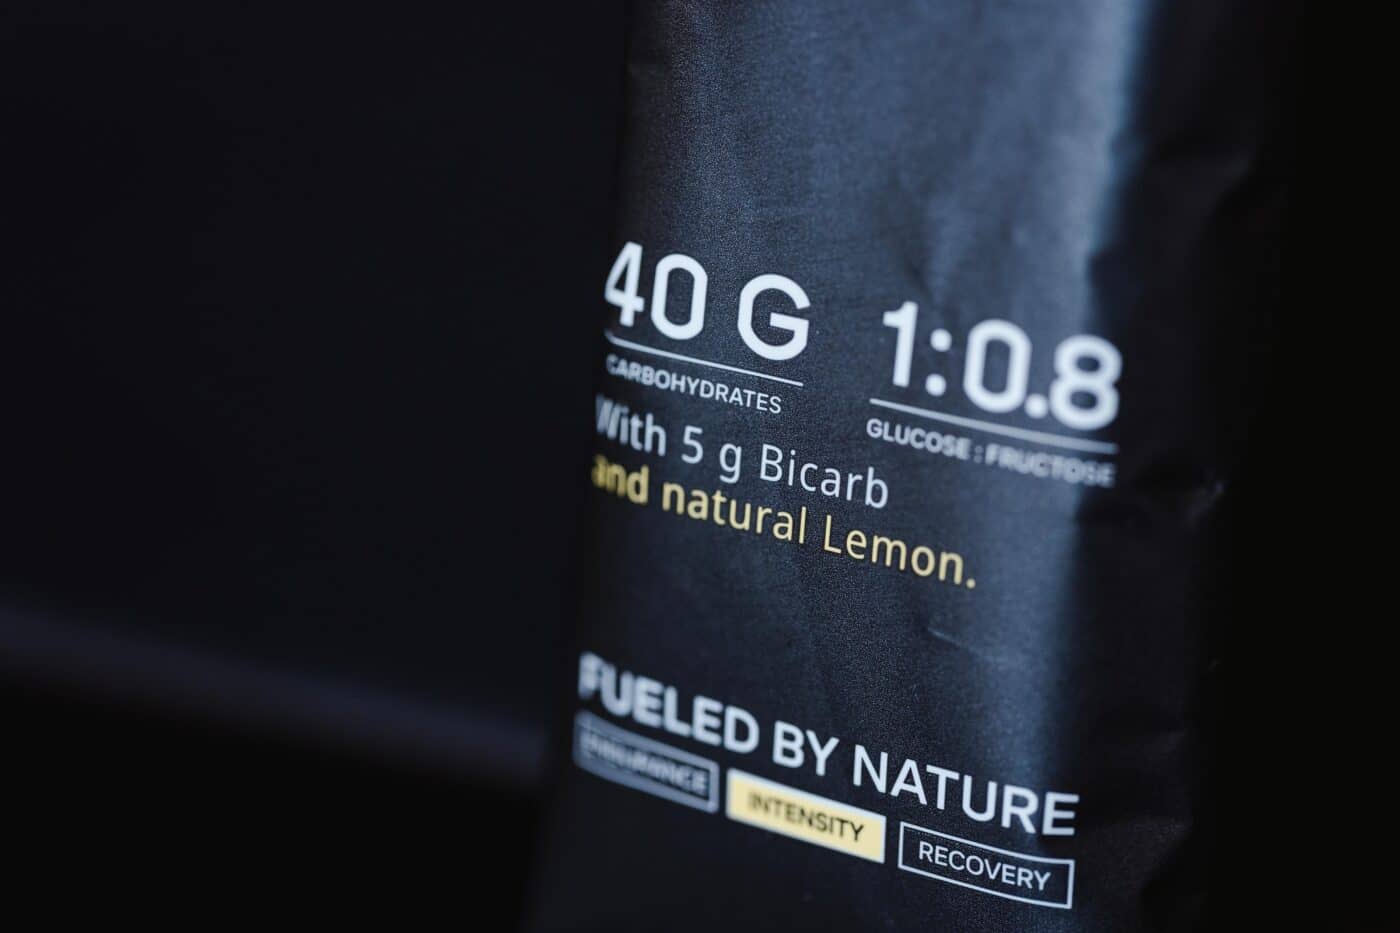 40 G
CARBOHYDRATES
1:0.8
GLUCOSE : FRUCTOSE
With 5 g Bicarb
and natural Lemon.
FUELED BY NATURE
ENDURANCE
INTENSITY
RECOVERY